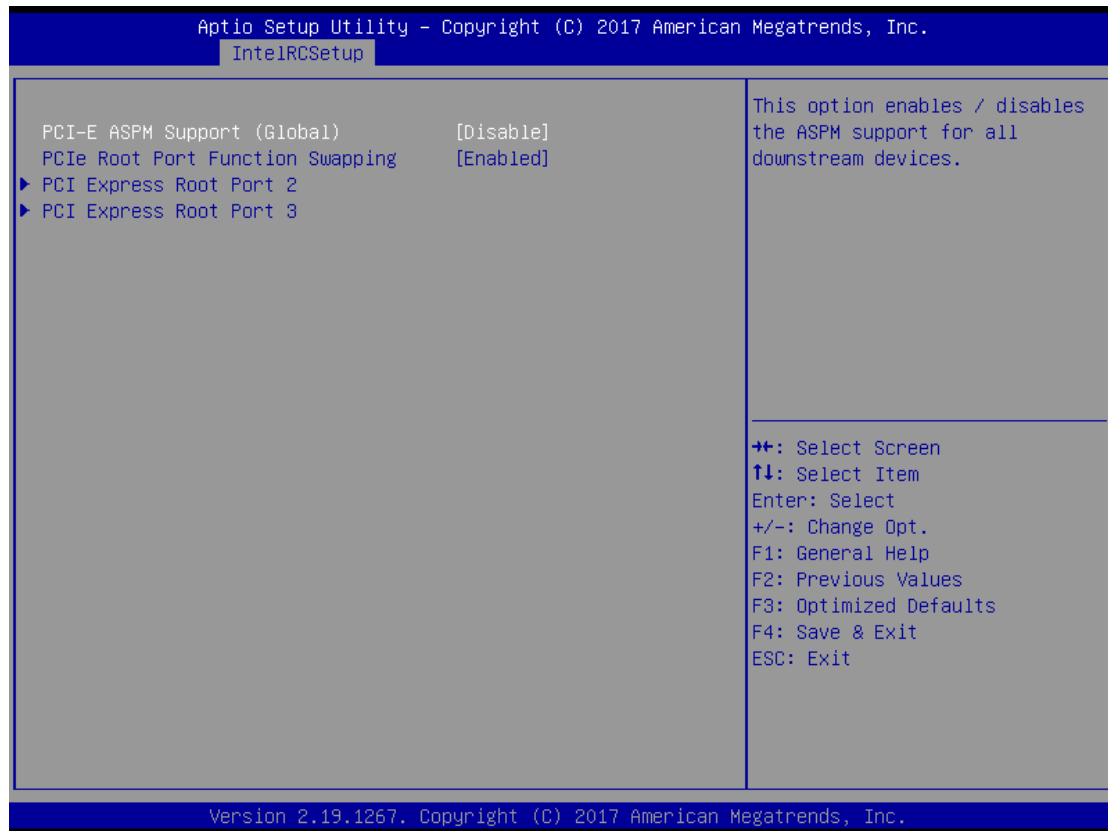 Aptio Setup Utility – Copyright (C) 2017 American Megatrends, Inc.
IntelRCSetup
PCI-E ASPM Support (Global) [Disable]
PCIe Root Port Function Swapping [Enabled]
▶ PCI Express Root Port 2
▶ PCI Express Root Port 3
This option enables / disables
the ASPM support for all
downstream devices.
→←: Select Screen
↑↓: Select Item
Enter: Select
+/-: Change Opt.
F1: General Help
F2: Previous Values
F3: Optimized Defaults
F4: Save & Exit
ESC: Exit
Version 2.19.1267. Copyright (C) 2017 American Megatrends, Inc.